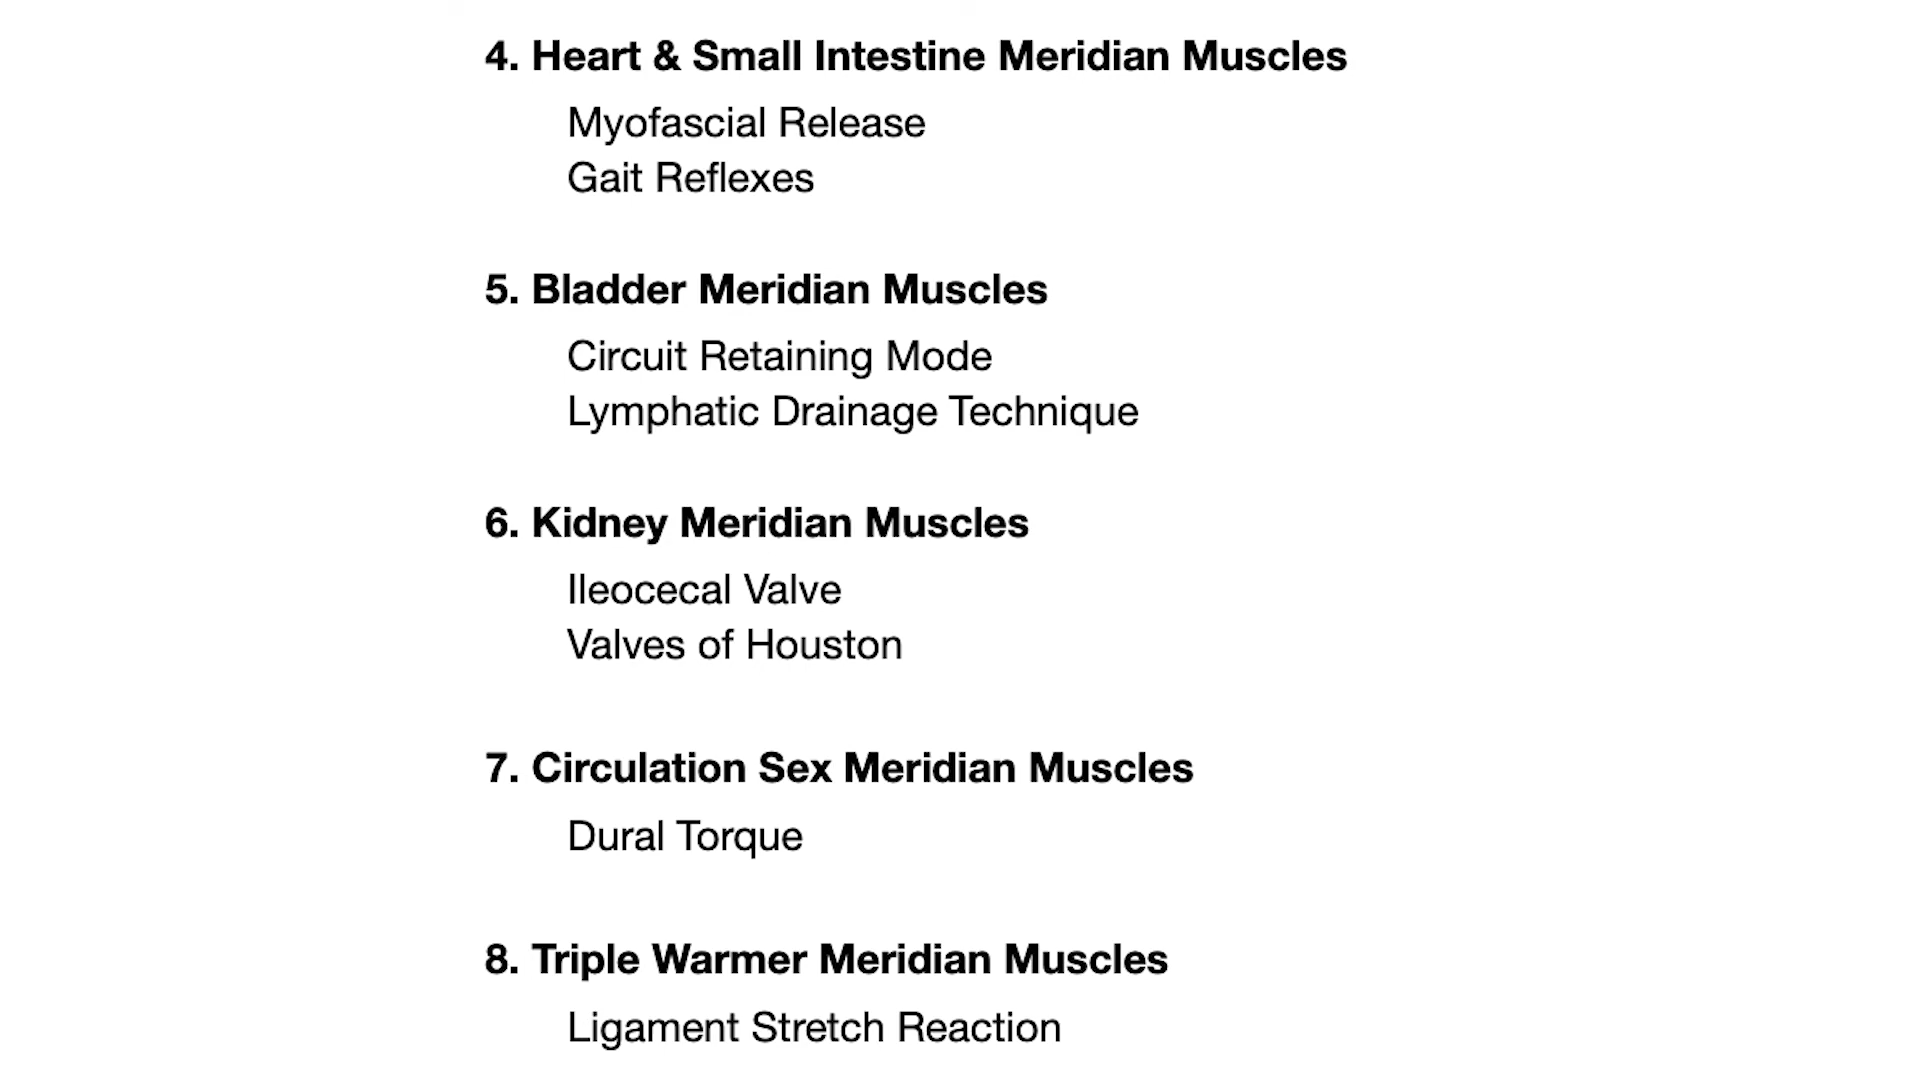 4. Heart & Small Intestine Meridian Muscles
Myofascial Release
Gait Reflexes
5. Bladder Meridian Muscles
Circuit Retaining Mode
Lymphatic Drainage Technique
6. Kidney Meridian Muscles
Ileocecal Valve
Valves of Houston
7. Circulation Sex Meridian Muscles
Dural Torque
8. Triple Warmer Meridian Muscles
Ligament Stretch Reaction